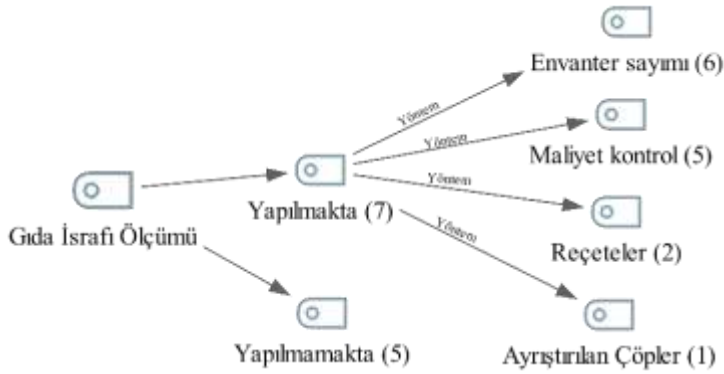 Envanter sayımı (6)
Yöntem
Maliyet kontrol (5)
Yöntem
Yapılmakta (7)
Yöntem
Gıda İsrafı Ölçümü
Reçeteler (2)
Yöntem
Yapılmamakta (5)
Ayrıştırılan Çöpler (1)